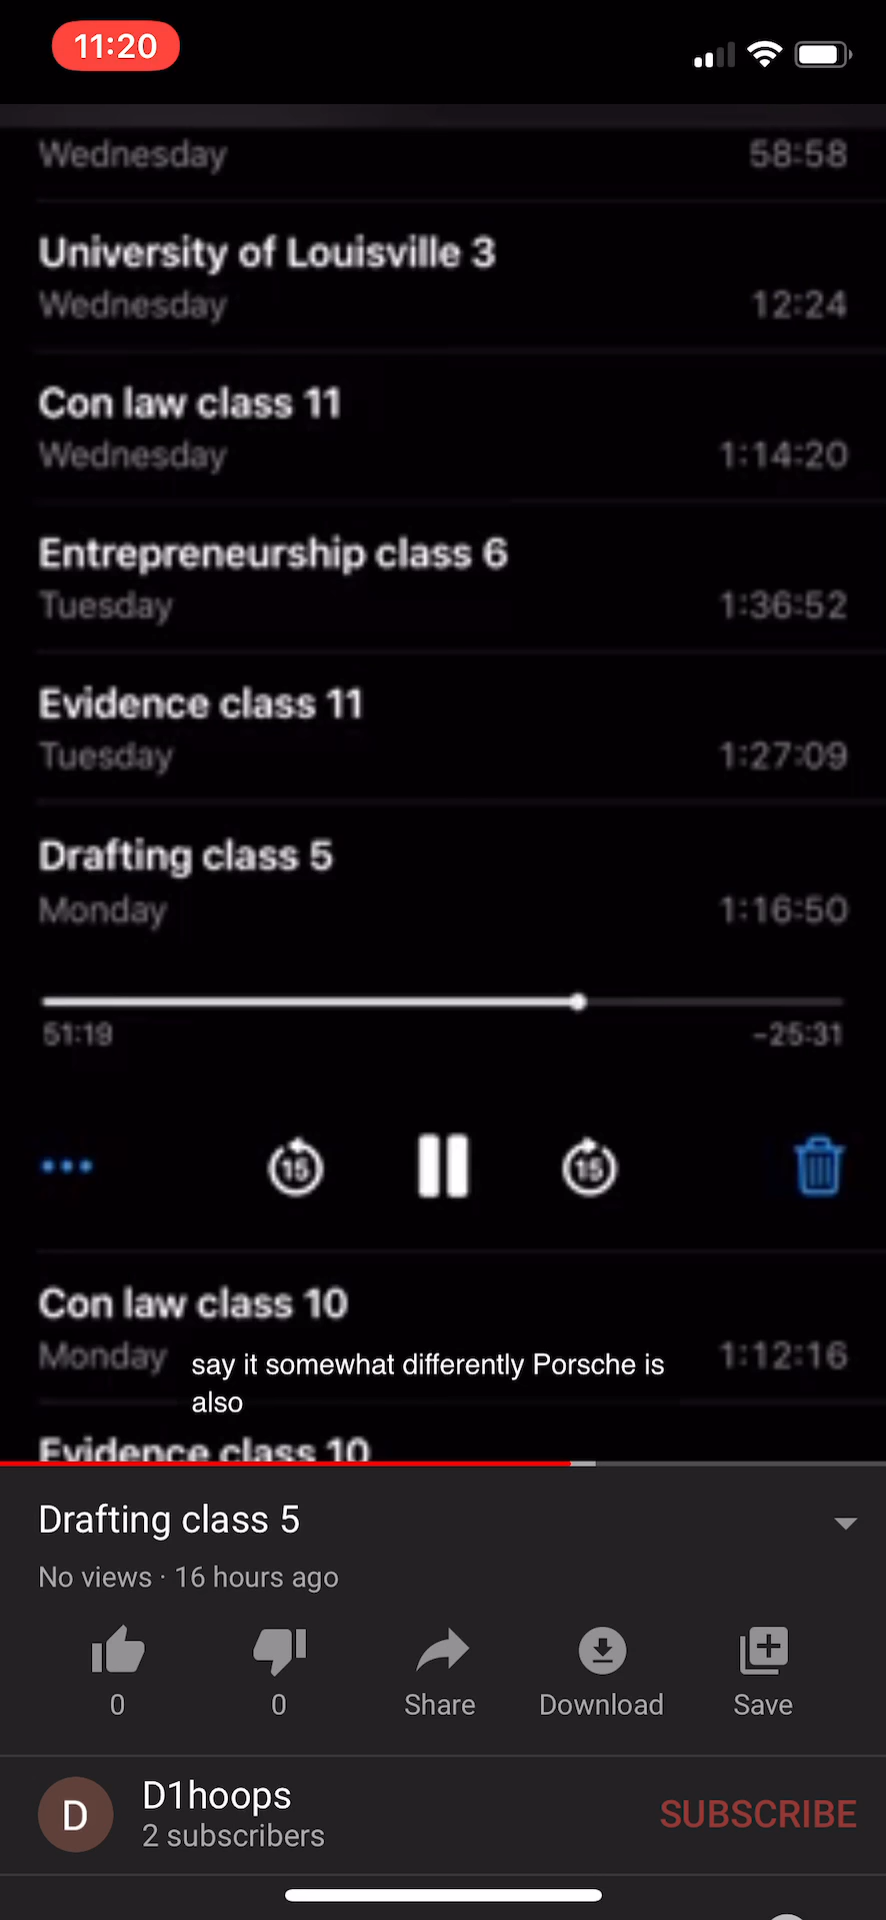 11:20
Wednesday 58:58
University of Louisville 3
Wednesday 12:24
Con law class 11
Wednesday 1:14:20
Entrepreneurship class 6
Tuesday 1:36:52
Evidence class 11
Tuesday 1:27:09
Drafting class 5
Monday 1:16:50
51:19 -25:31
15 15
Con law class 10
Monday 1:12:16
say it somewhat differently Porsche is
also
Evidence class 10
Drafting class 5
No views · 16 hours ago
0 0 Share Download Save
D D1hoops
2 subscribers
SUBSCRIBE